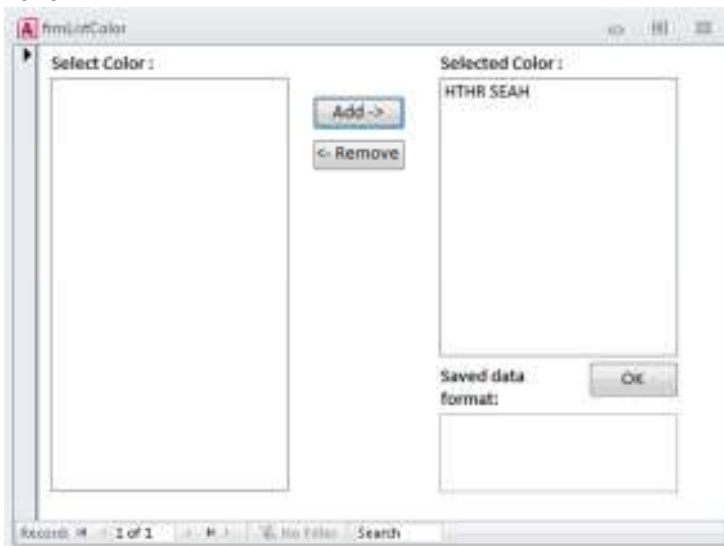 frmListColor
Select Color :
Selected Color :
HTHR SEAH
Add ->
<- Remove
Saved data
format:
OK
Record: 1 of 1 No Filter Search